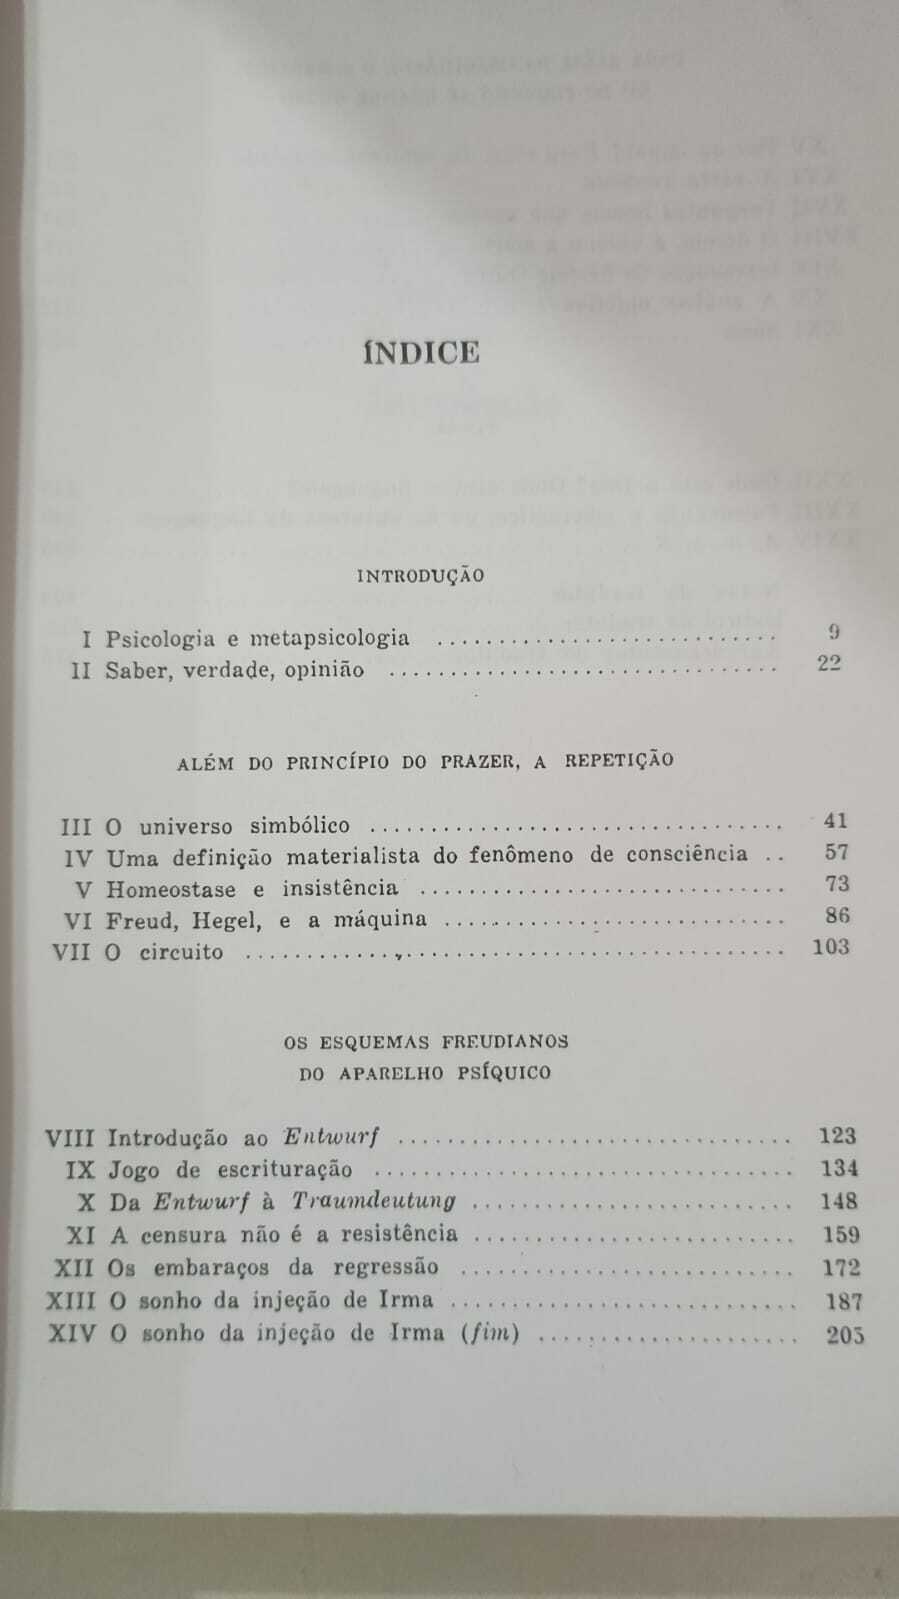 ÍNDICE
INTRODUÇÃO
I Psicologia e metapsicologia ............................ 9
II Saber, verdade, opinião ................................ 22
ALÉM DO PRINCÍPIO DO PRAZER, A REPETIÇÃO
III O universo simbólico .................................. 41
IV Uma definição materialista do fenômeno de consciência .. 57
V Homeostase e insistência .............................. 73
VI Freud, Hegel, e a máquina ............................ 86
VII O circuito ............................................ 103
OS ESQUEMAS FREUDIANOS
DO APARELHO PSÍQUICO
VIII Introdução ao Entwurf ................................ 123
IX Jogo de escrituração .................................. 134
X Da Entwurf à Traumdeutung .......................... 148
XI A censura não é a resistência .......................... 159
XII Os embaraços da regressão ............................ 172
XIII O sonho da injeção de Irma ............................ 187
XIV O sonho da injeção de Irma (fim) ...................... 205